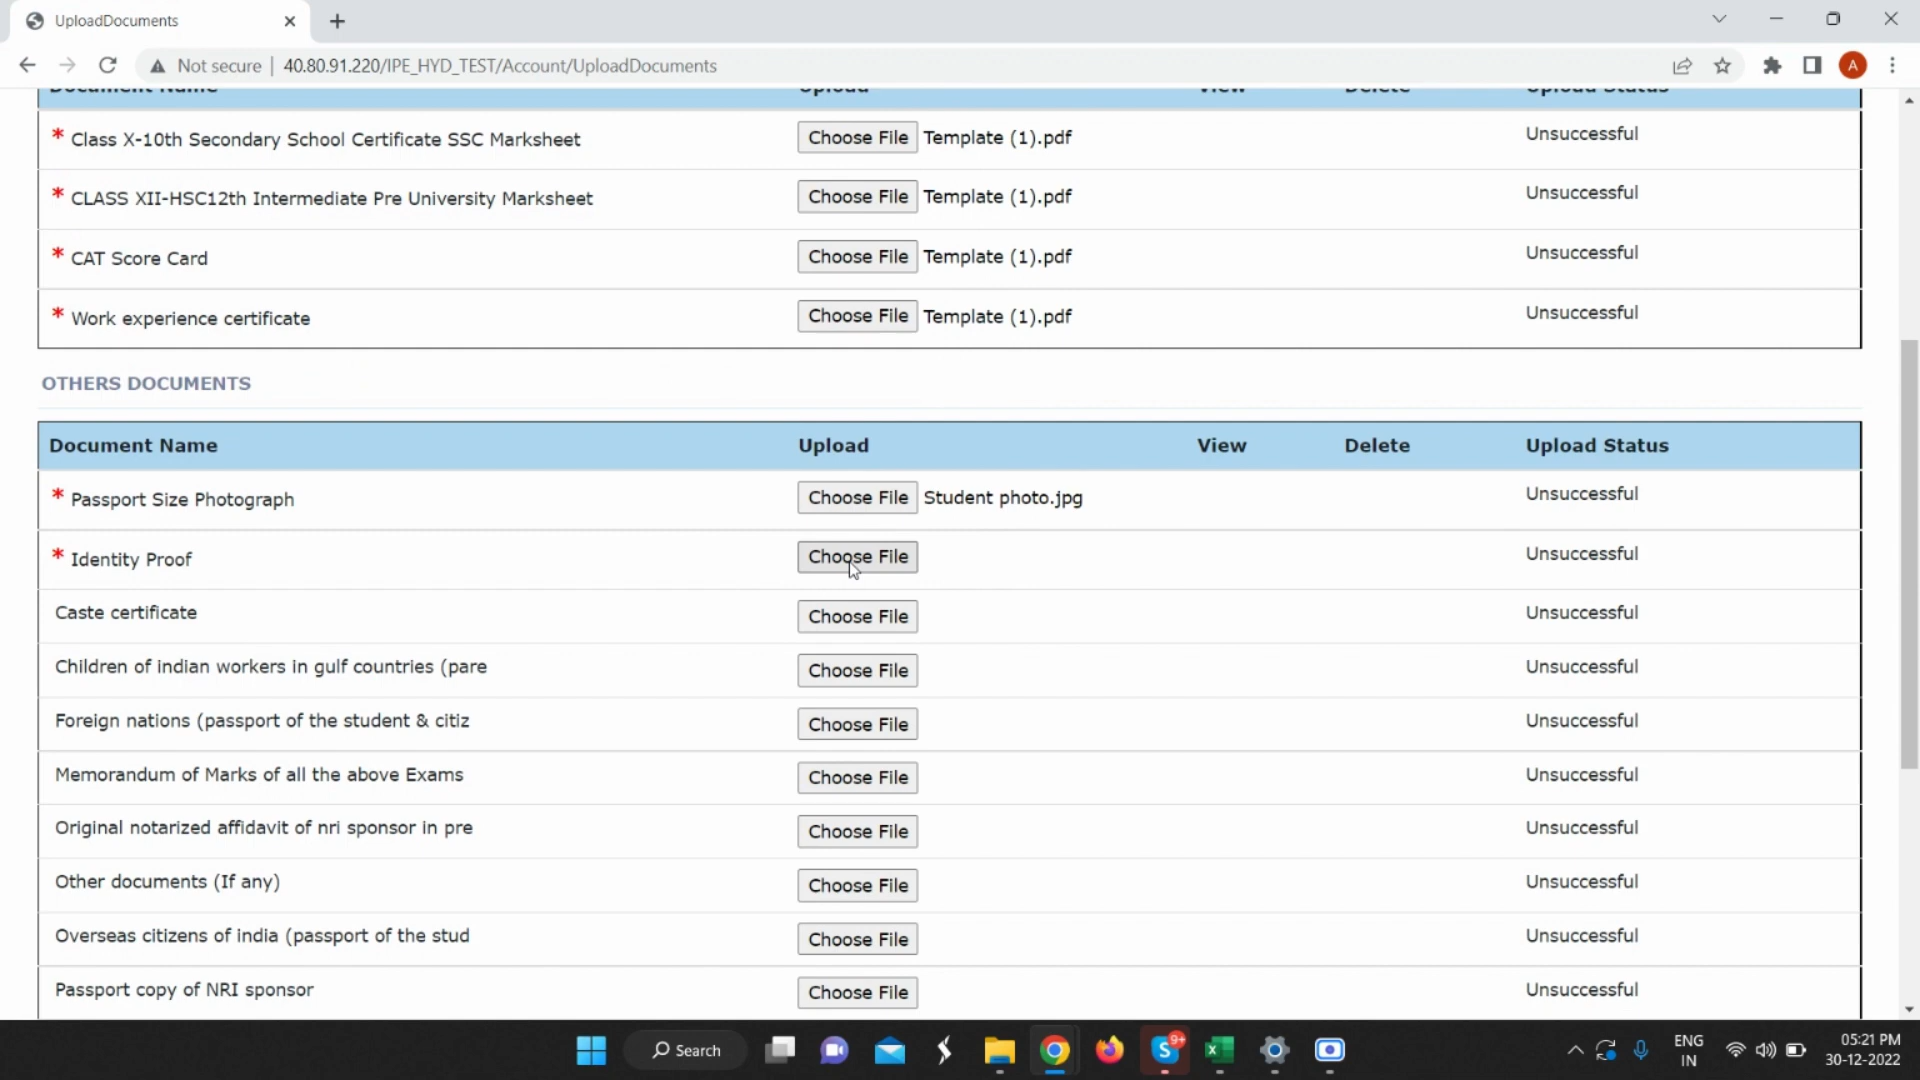 UploadDocuments
Not secure | 40.80.91.220/IPE_HYD_TEST/Account/UploadDocuments
A
Document Name Upload View Delete Upload Status
* Class X-10th Secondary School Certificate SSC Marksheet Choose File Template (1).pdf Unsuccessful
* CLASS XII-HSC12th Intermediate Pre University Marksheet Choose File Template (1).pdf Unsuccessful
* CAT Score Card Choose File Template (1).pdf Unsuccessful
* Work experience certificate Choose File Template (1).pdf Unsuccessful
OTHERS DOCUMENTS
Document Name Upload View Delete Upload Status
* Passport Size Photograph Choose File Student photo.jpg Unsuccessful
* Identity Proof Choose File Unsuccessful
Caste certificate Choose File Unsuccessful
Children of indian workers in gulf countries (pare Choose File Unsuccessful
Foreign nations (passport of the student & citiz Choose File Unsuccessful
Memorandum of Marks of all the above Exams Choose File Unsuccessful
Original notarized affidavit of nri sponsor in pre Choose File Unsuccessful
Other documents (If any) Choose File Unsuccessful
Overseas citizens of india (passport of the stud Choose File Unsuccessful
Passport copy of NRI sponsor Choose File Unsuccessful
Search 9+ ENG 05:21 PM
IN 30-12-2022